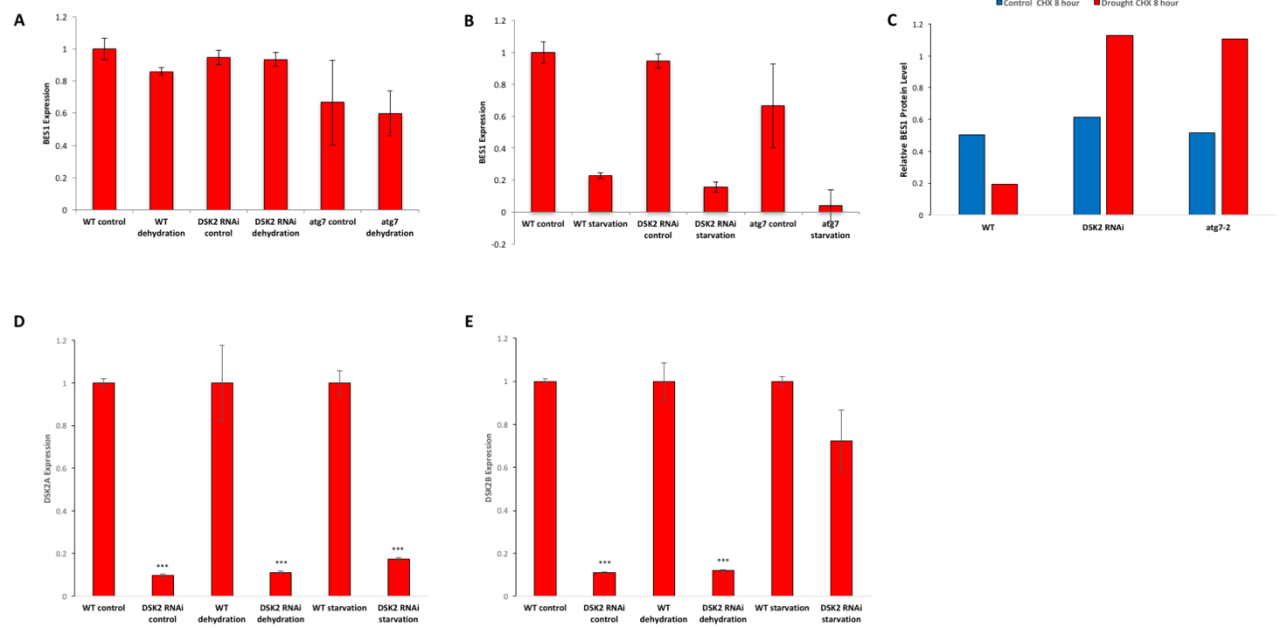 A
1.2
1
0.8
0.6
0.4
0.2
0
BES1 Expression
WT control
WT
dehydration
DSK2 RNAi
control
DSK2 RNAi
dehydration
atg7 control
atg7
dehydration
B
1.2
1
0.8
0.6
0.4
0.2
0
-0.2
BES1 Expression
WT control
WT starvation
DSK2 RNAi
control
DSK2 RNAi
starvation
atg7 control
atg7
starvation
C
Control CHX 8 hour
Drought CHX 8 hour
1.2
1
0.8
0.6
0.4
0.2
0
Relative BES1 Protein Level
WT
DSK2 RNAi
atg7-2
D
1.2
1
0.8
0.6
0.4
0.2
0
DSK2A Expression
***
***
***
WT control
DSK2 RNAi
control
WT
dehydration
DSK2 RNAi
dehydration
WT starvation
DSK2 RNAi
starvation
E
1.2
1
0.8
0.6
0.4
0.2
0
DSK2B Expression
***
***
WT control
DSK2 RNAi
control
WT
dehydration
DSK2 RNAi
dehydration
WT starvation
DSK2 RNAi
starvation